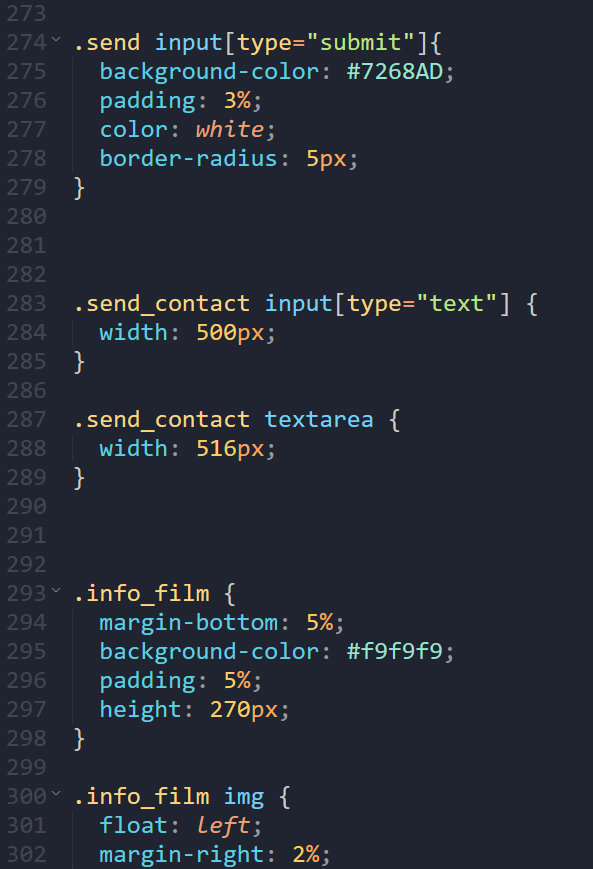 273
274 .send input[type="submit"]{
275   background-color: #7268AD;
276   padding: 3%;
277   color: white;
278   border-radius: 5px;
279 }
280
281
282
283 .send_contact input[type="text"] {
284   width: 500px;
285 }
286
287 .send_contact textarea {
288   width: 516px;
289 }
290
291
292
293 .info_film {
294   margin-bottom: 5%;
295   background-color: #f9f9f9;
296   padding: 5%;
297   height: 270px;
298 }
299
300 .info_film img {
301   float: left;
302   margin-right: 2%;